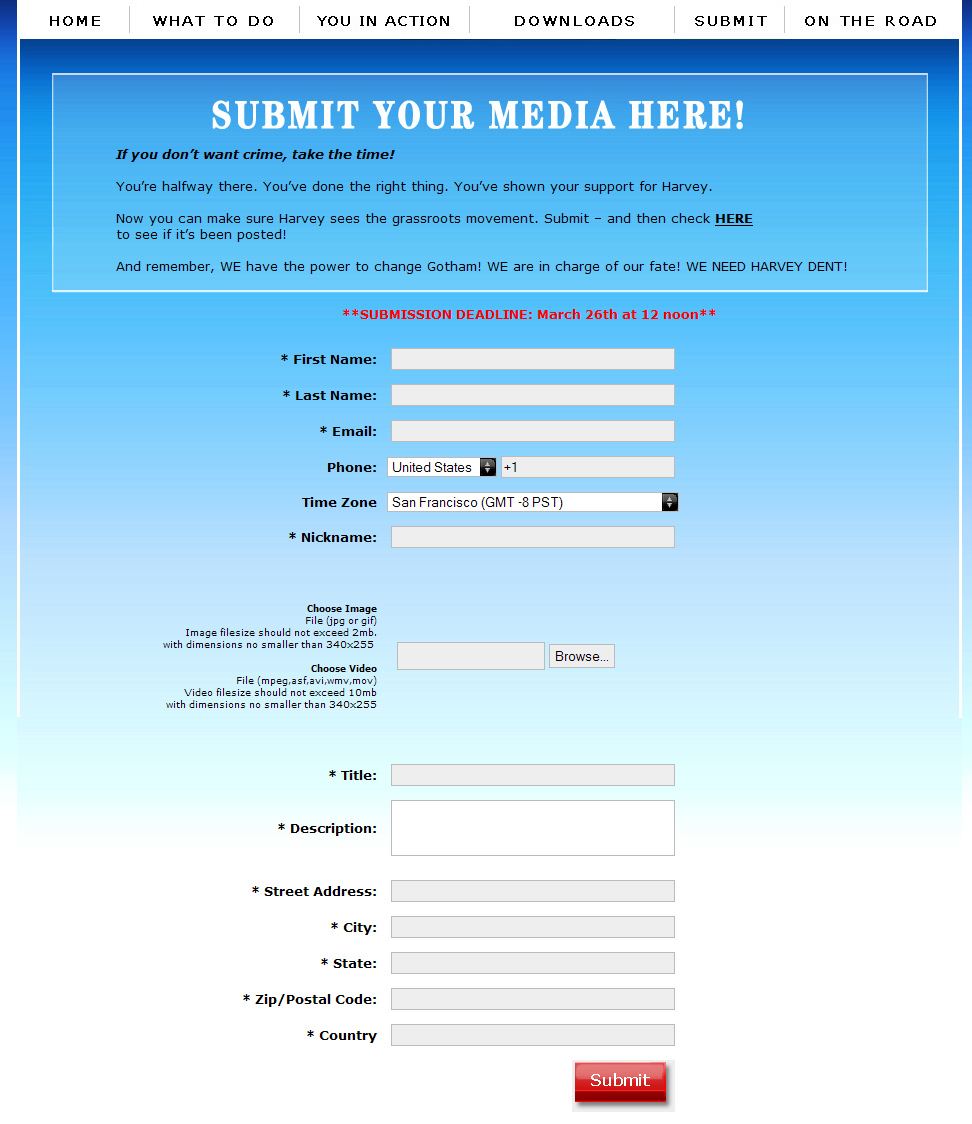 HOME WHAT TO DO YOU IN ACTION DOWNLOADS SUBMIT ON THE ROAD
SUBMIT YOUR MEDIA HERE!
If you don’t want crime, take the time!
You’re halfway there. You’ve done the right thing. You’ve shown your support for Harvey.
Now you can make sure Harvey sees the grassroots movement. Submit – and then check HERE
to see if it’s been posted!
And remember, WE have the power to change Gotham! WE are in charge of our fate! WE NEED HARVEY DENT!
**SUBMISSION DEADLINE: March 26th at 12 noon**
* First Name:
* Last Name:
* Email:
Phone: United States +1
Time Zone San Francisco (GMT -8 PST)
* Nickname:
Choose Image
File (jpg or gif)
Image filesize should not exceed 2mb.
with dimensions no smaller than 340x255
Browse...
Choose Video
File (mpeg,asf,avi,wmv,mov)
Video filesize should not exceed 10mb
with dimensions no smaller than 340x255
* Title:
* Description:
* Street Address:
* City:
* State:
* Zip/Postal Code:
* Country
Submit